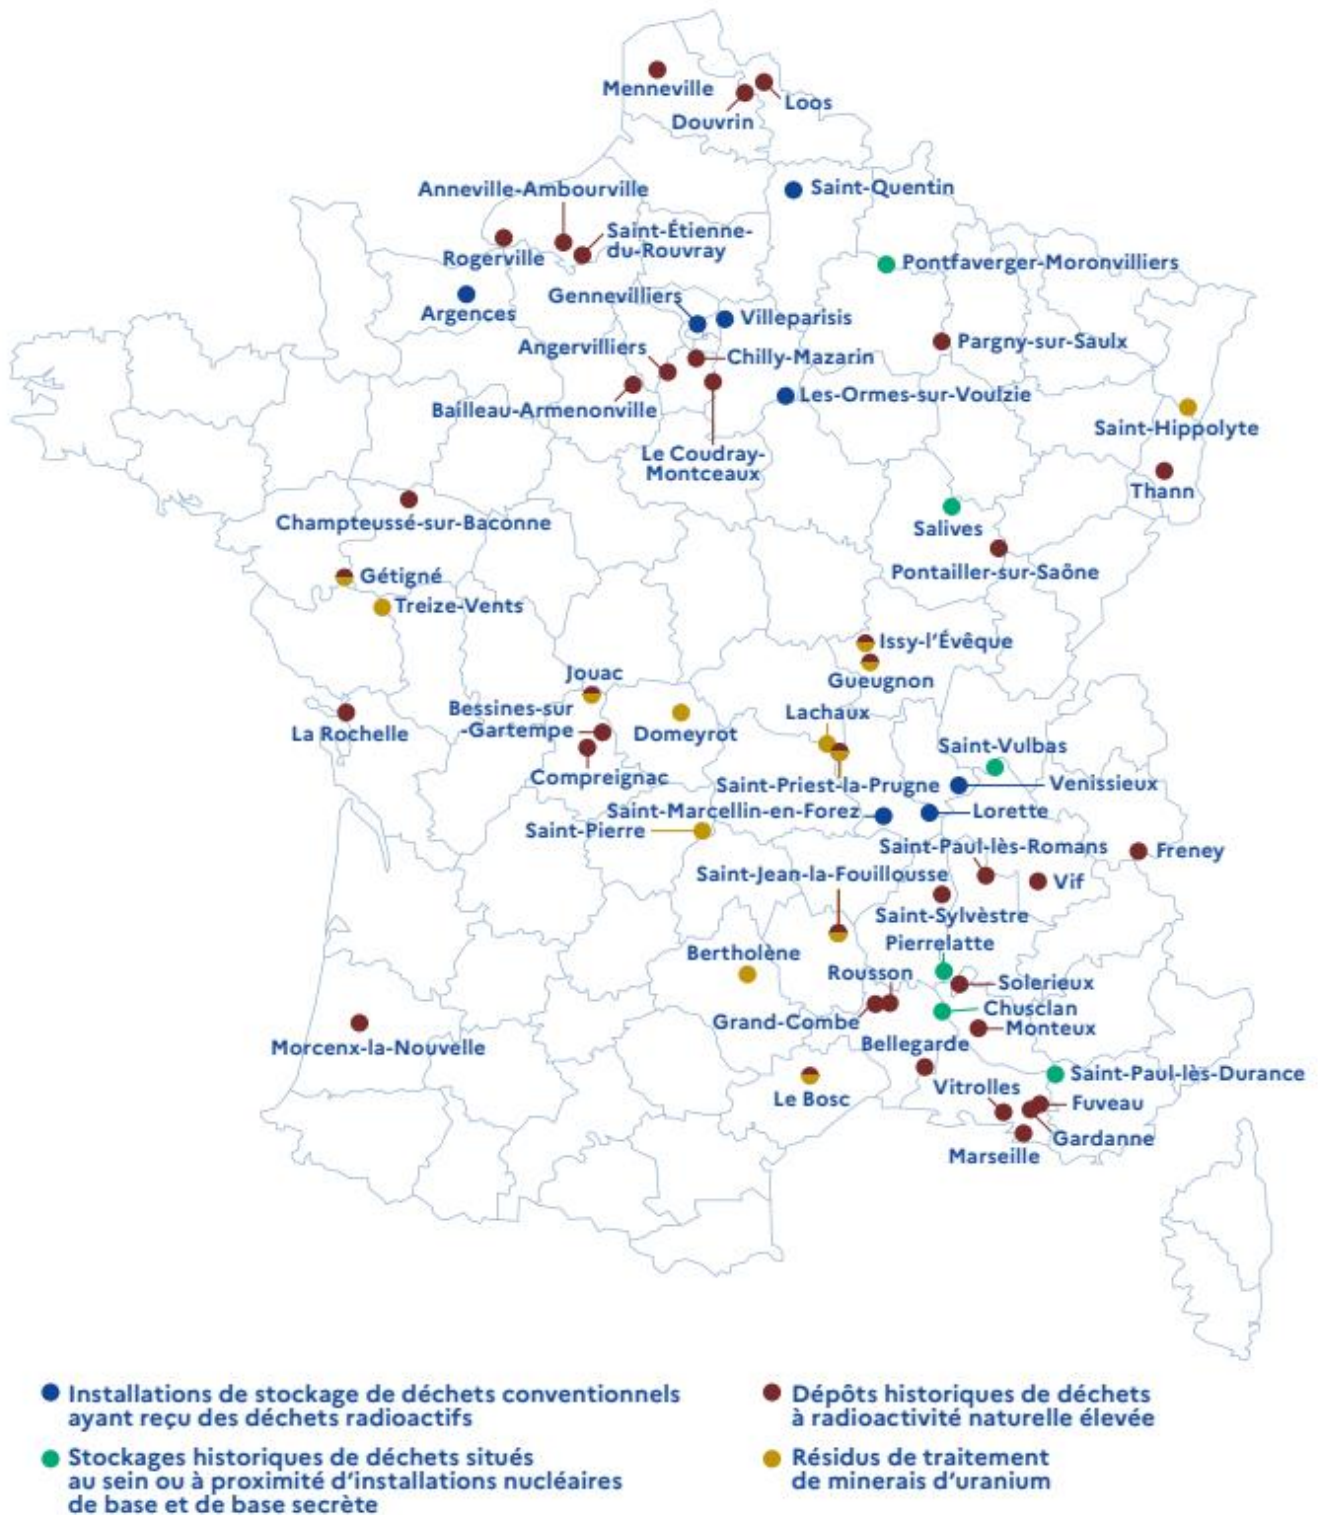 Menneville
Loos
Douvrin
Saint-Quentin
Anneville-Ambourville
Saint-Étienne-
du-Rouvray
Rogerville
Pontfaverger-Moronvilliers
Gennevilliers
Argences
Villeparisis
Angervilliers
Chilly-Mazarin
Pargny-sur-Saulx
Bailleau-Armenonville
Les-Ormes-sur-Voulzie
Saint-Hippolyte
Le Coudray-
Montceaux
Thann
Champteussé-sur-Baconne
Salives
Pontailler-sur-Saône
Gétigné
Treize-Vents
Issy-l'Évêque
Gueugnon
Jouac
Bessines-sur
-Gartempe
La Rochelle
Domeyrot
Lachaux
Saint-Vulbas
Compreignac
Saint-Priest-la-Prugne
Venissieux
Saint-Marcellin-en-Forez
Lorette
Saint-Pierre
Saint-Paul-lès-Romans
Freney
Saint-Jean-la-Fouillousse
Vif
Saint-Sylvèstre
Pierrelatte
Bertholène
Rousson
Solerieux
Chusclan
Grand-Combe
Monteux
Morcenx-la-Nouvelle
Bellegarde
Saint-Paul-lès-Durance
Vitrolles
Le Bosc
Fuveau
Gardanne
Marseille
Installations de stockage de déchets conventionnels
ayant reçu des déchets radioactifs
Stockages historiques de déchets situés
au sein ou à proximité d'installations nucléaires
de base et de base secrète
Dépôts historiques de déchets
à radioactivité naturelle élevée
Résidus de traitement
de minerais d'uranium